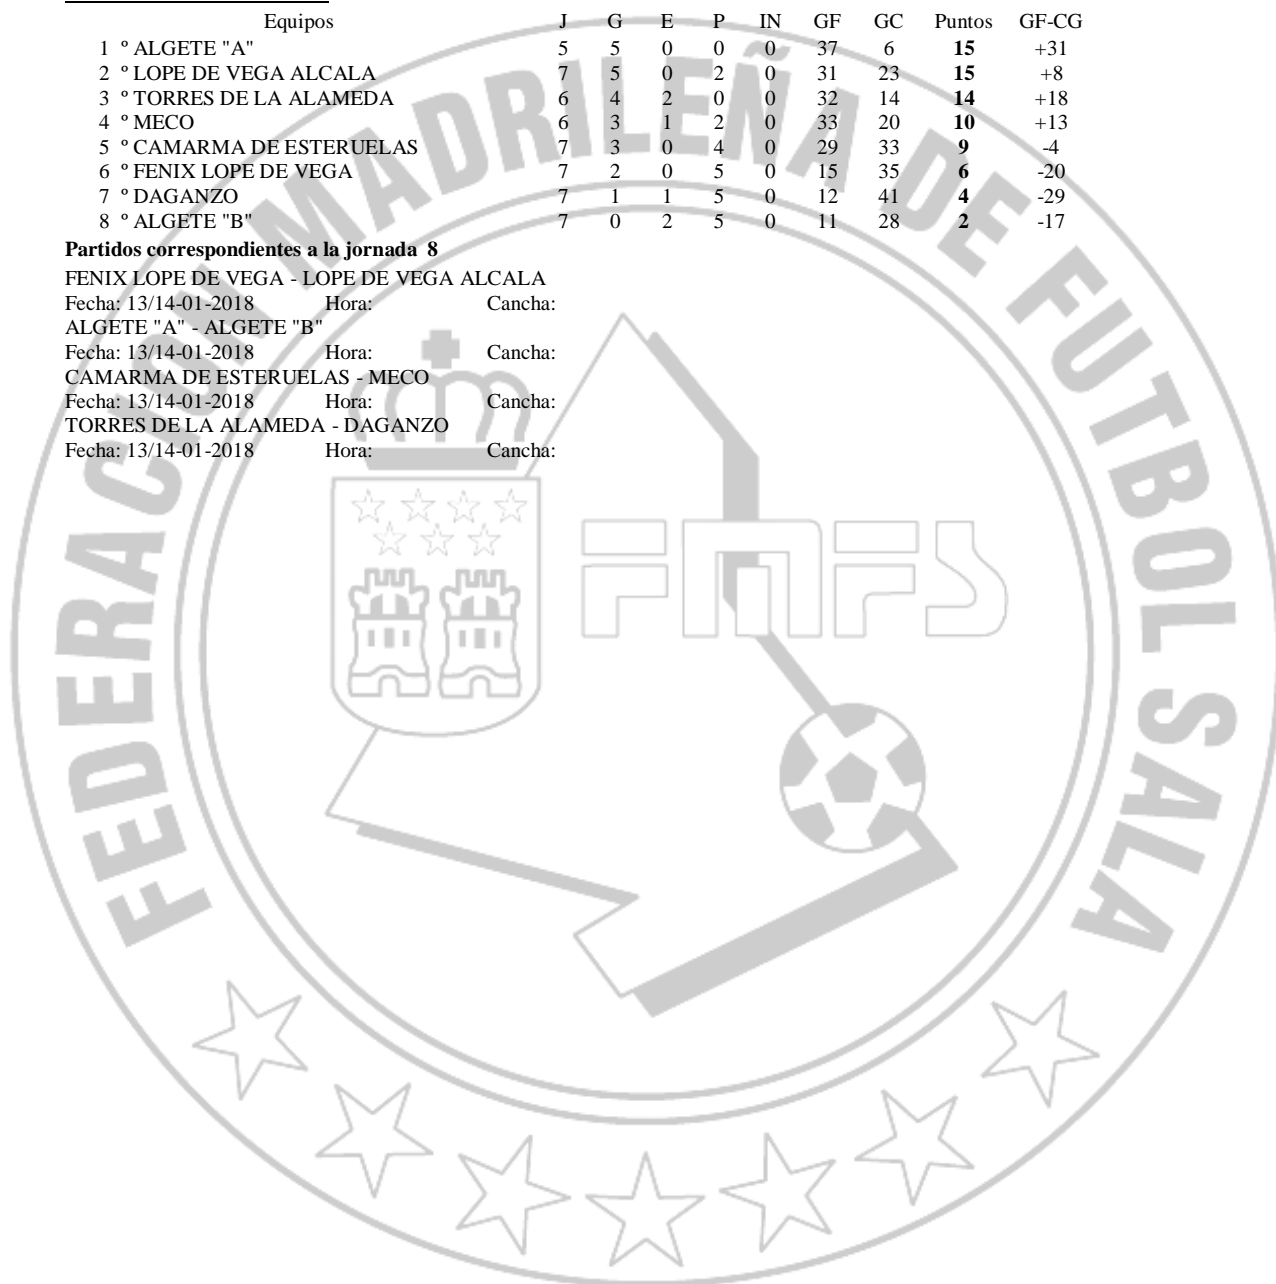 Equipos J G E P IN GF GC Puntos GF-CG
1 º ALGETE "A" 5 5 0 0 0 37 6 15 +31
2 º LOPE DE VEGA ALCALA 7 5 0 2 0 31 23 15 +8
3 º TORRES DE LA ALAMEDA 6 4 2 0 0 32 14 14 +18
4 º MECO 6 3 1 2 0 33 20 10 +13
5 º CAMARMA DE ESTERUELAS 7 3 0 4 0 29 33 9 -4
6 º FENIX LOPE DE VEGA 7 2 0 5 0 15 35 6 -20
7 º DAGANZO 7 1 1 5 0 12 41 4 -29
8 º ALGETE "B" 7 0 2 5 0 11 28 2 -17
Partidos correspondientes a la jornada 8
FENIX LOPE DE VEGA - LOPE DE VEGA ALCALA
Fecha: 13/14-01-2018 Hora: Cancha:
ALGETE "A" - ALGETE "B"
Fecha: 13/14-01-2018 Hora: Cancha:
CAMARMA DE ESTERUELAS - MECO
Fecha: 13/14-01-2018 Hora: Cancha:
TORRES DE LA ALAMEDA - DAGANZO
Fecha: 13/14-01-2018 Hora: Cancha:
FEDERACION MADRILEÑA DE FUTBOL SALA
FMFS